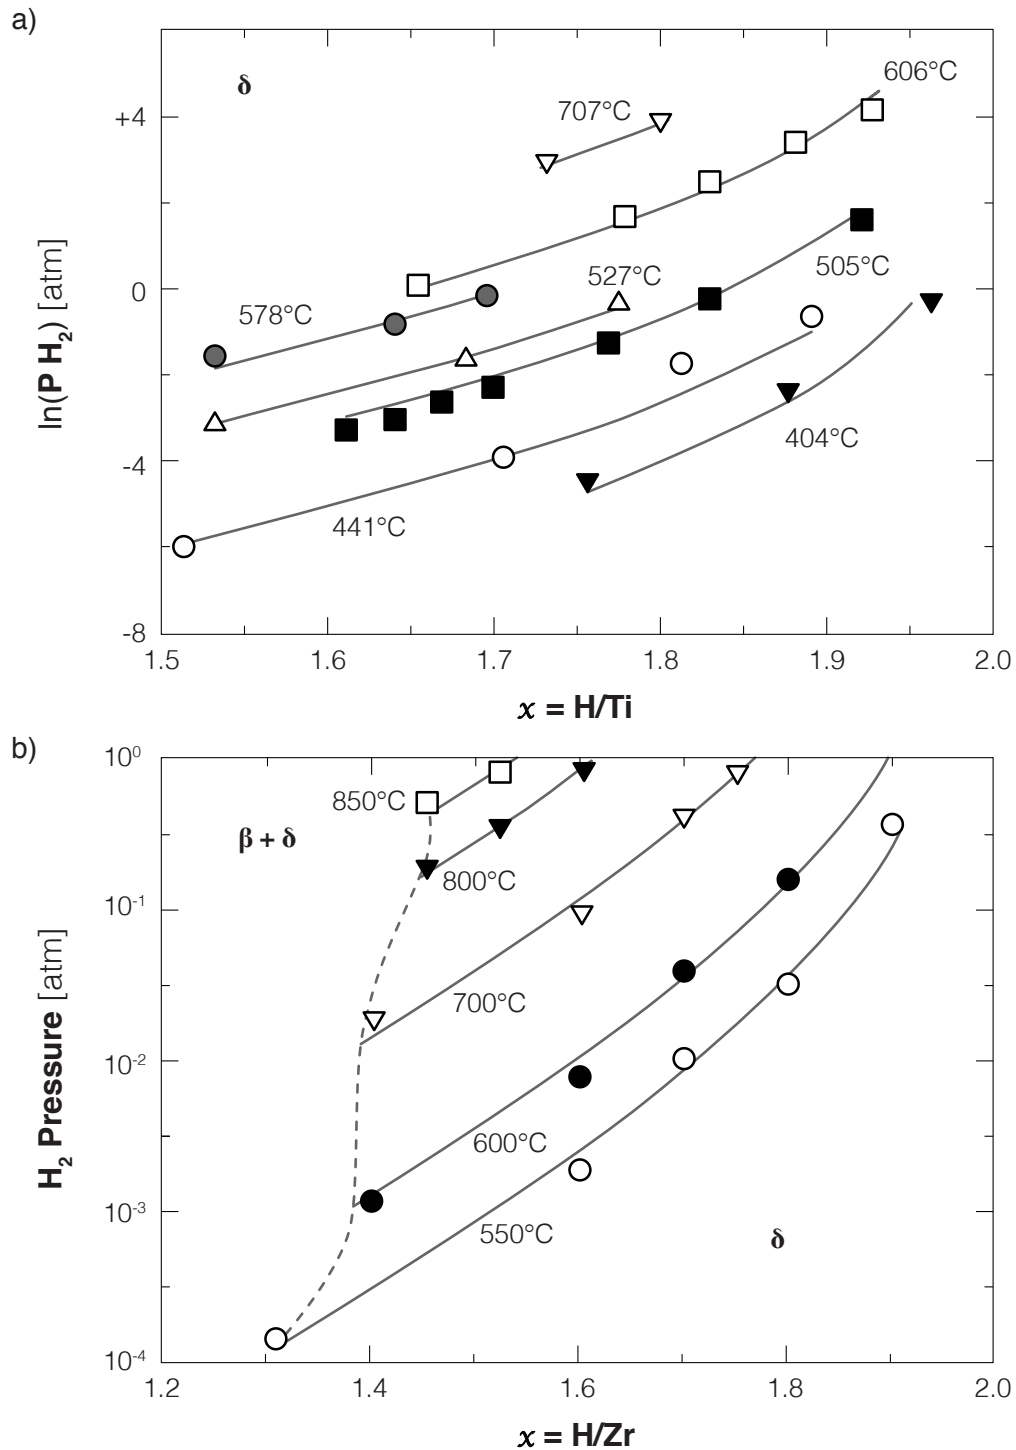 a)
δ
606°C
707°C
+4
527°C
505°C
0
578°C
ln(P H₂) [atm]
-4
404°C
441°C
-8
1.5 1.6 1.7 1.8 1.9 2.0
x = H/Ti
b)
10⁰
850°C
β + δ
800°C
10⁻¹
700°C
H₂ Pressure [atm]
10⁻²
600°C
10⁻³
550°C
δ
10⁻⁴
1.2 1.4 1.6 1.8 2.0
x = H/Zr